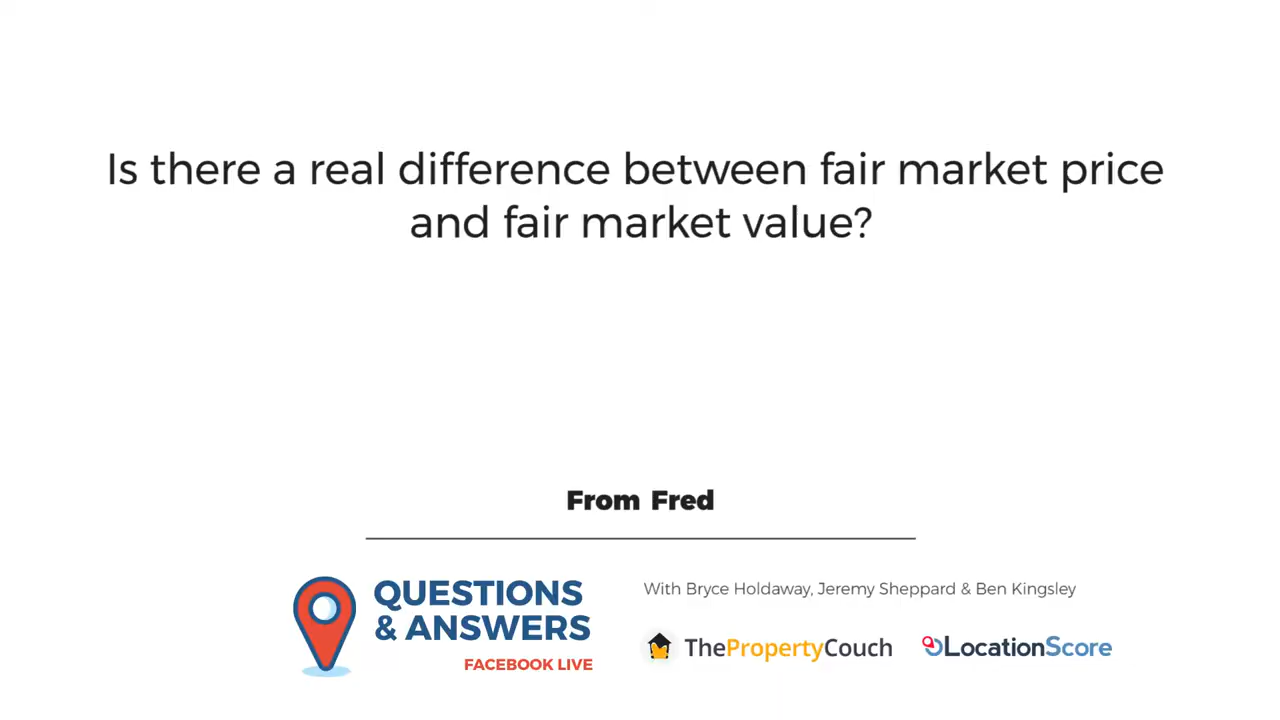 Is there a real difference between fair market price
and fair market value?
From Fred
QUESTIONS
& ANSWERS
FACEBOOK LIVE
With Bryce Holdaway, Jeremy Sheppard & Ben Kingsley
ThePropertyCouch
LocationScore